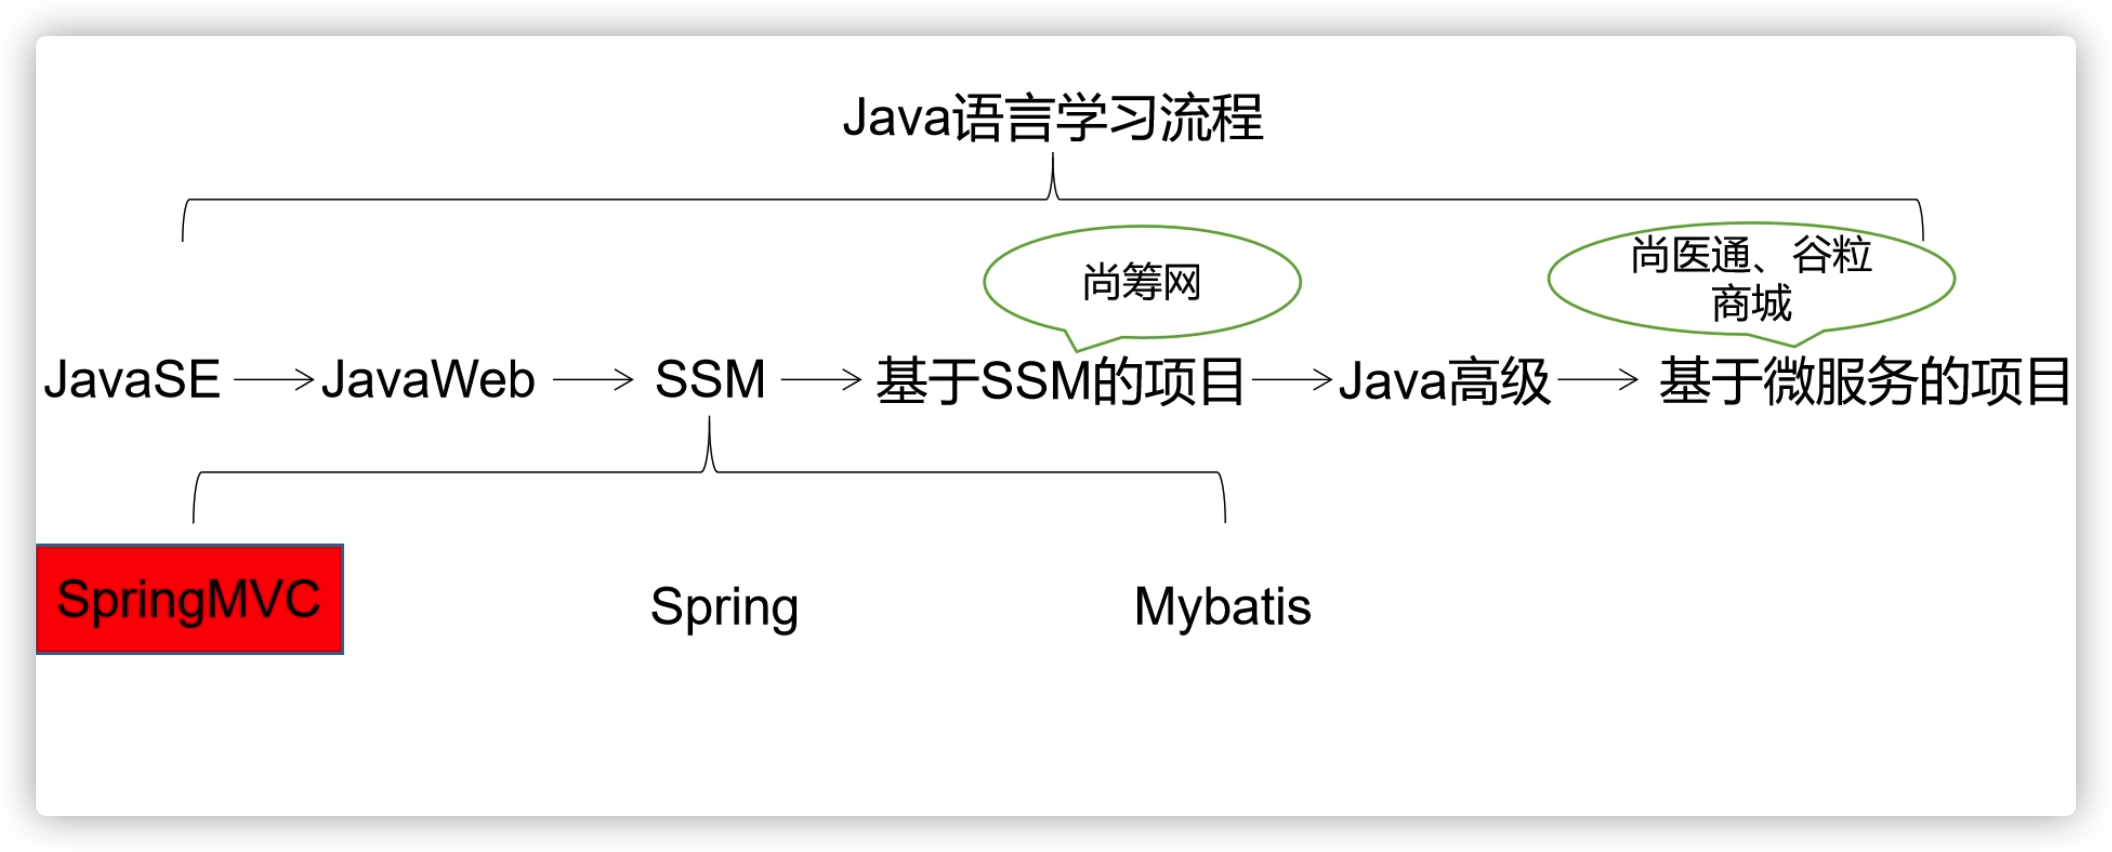 Java语言学习流程
尚筹网
尚医通、谷粒
商城
JavaSE
JavaWeb
SSM
基于SSM的项目
Java高级
基于微服务的项目
SpringMVC
Spring
Mybatis